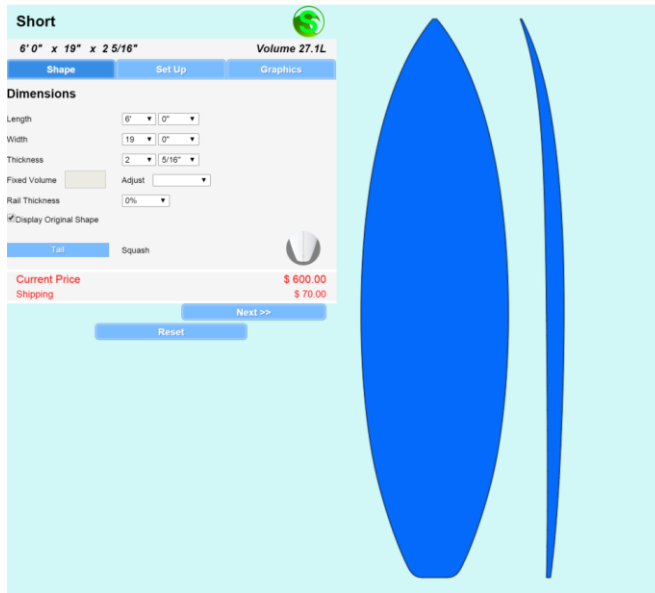 Short
6' 0" x 19" x 2 5/16" Volume 27.1L
Shape Set Up Graphics
Dimensions
Length 6' 0"
Width 19 0"
Thickness 2 5/16"
Fixed Volume Adjust
Rail Thickness 0%
Display Original Shape
Tail Squash
Current Price $ 600.00
Shipping $ 70.00
Next >>
Reset